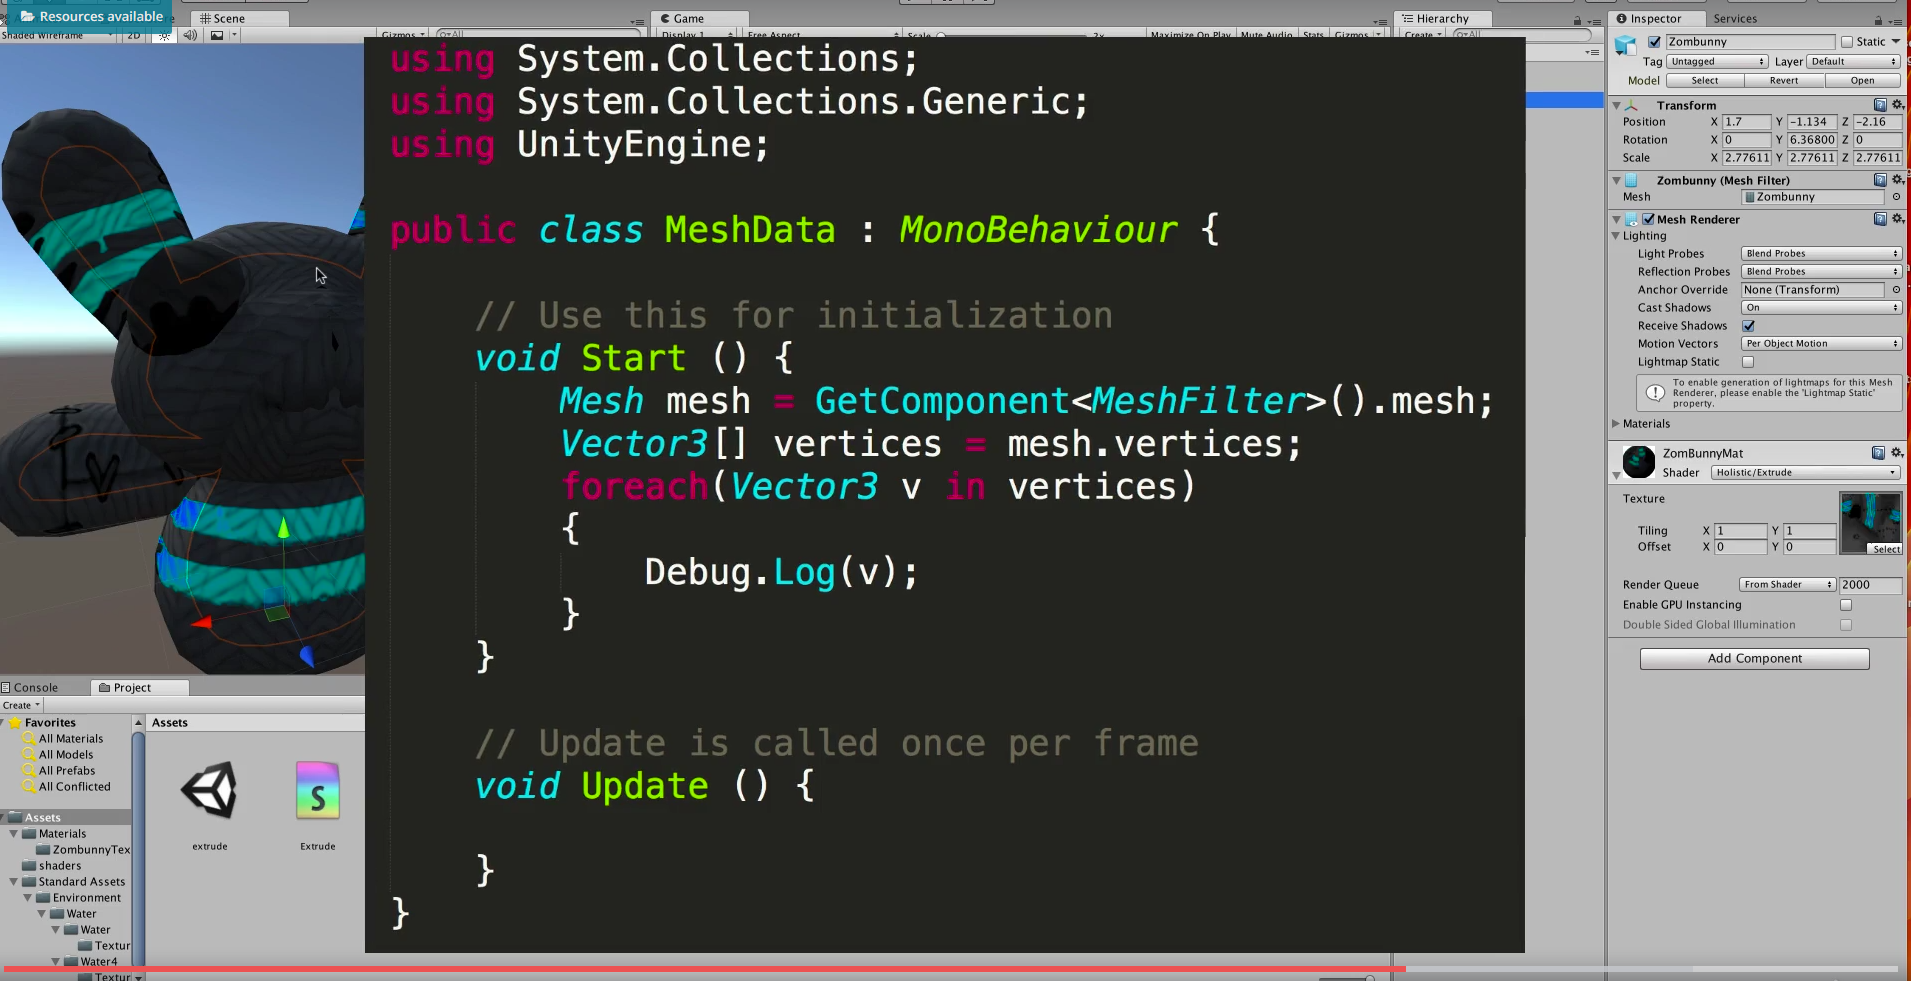 Resources available
Scene
Game
Hierarchy
Inspector
Services
Shaded Wireframe
2D
Gizmos
All
Display 1
Free Aspect
Scale
2x
Maximize On Play
Mute Audio
Stats
Gizmos
Create
All
using System.Collections;
using System.Collections.Generic;
using UnityEngine;
public class MeshData : MonoBehaviour {
// Use this for initialization
void Start () {
Mesh mesh = GetComponent<MeshFilter>().mesh;
Vector3[] vertices = mesh.vertices;
foreach(Vector3 v in vertices)
{
Debug.Log(v);
}
}
// Update is called once per frame
void Update () {
}
}
Zombunny
Static
Tag Untagged Layer Default
Model Select Revert Open
Transform
Position X 1.7 Y -1.134 Z -2.16
Rotation X 0 Y 6.36800 Z 0
Scale X 2.77611 Y 2.77611 Z 2.77611
Zombunny (Mesh Filter)
Mesh Zombunny
Mesh Renderer
Lighting
Light Probes Blend Probes
Reflection Probes Blend Probes
Anchor Override None (Transform)
Cast Shadows On
Receive Shadows
Motion Vectors Per Object Motion
Lightmap Static
To enable generation of lightmaps for this Mesh
Renderer, please enable the 'Lightmap Static'
property.
Materials
ZomBunnyMat
Shader Holistic/Extrude
Texture
Tiling X 1 Y 1
Offset X 0 Y 0
Select
Render Queue From Shader 2000
Enable GPU Instancing
Double Sided Global Illumination
Add Component
Console
Project
Create
Favorites
All Materials
All Models
All Prefabs
All Conflicted
Assets
Materials
ZombunnyTex
shaders
Standard Assets
Environment
Water
Water
Textur
Water4
Textur
Assets
extrude
Extrude